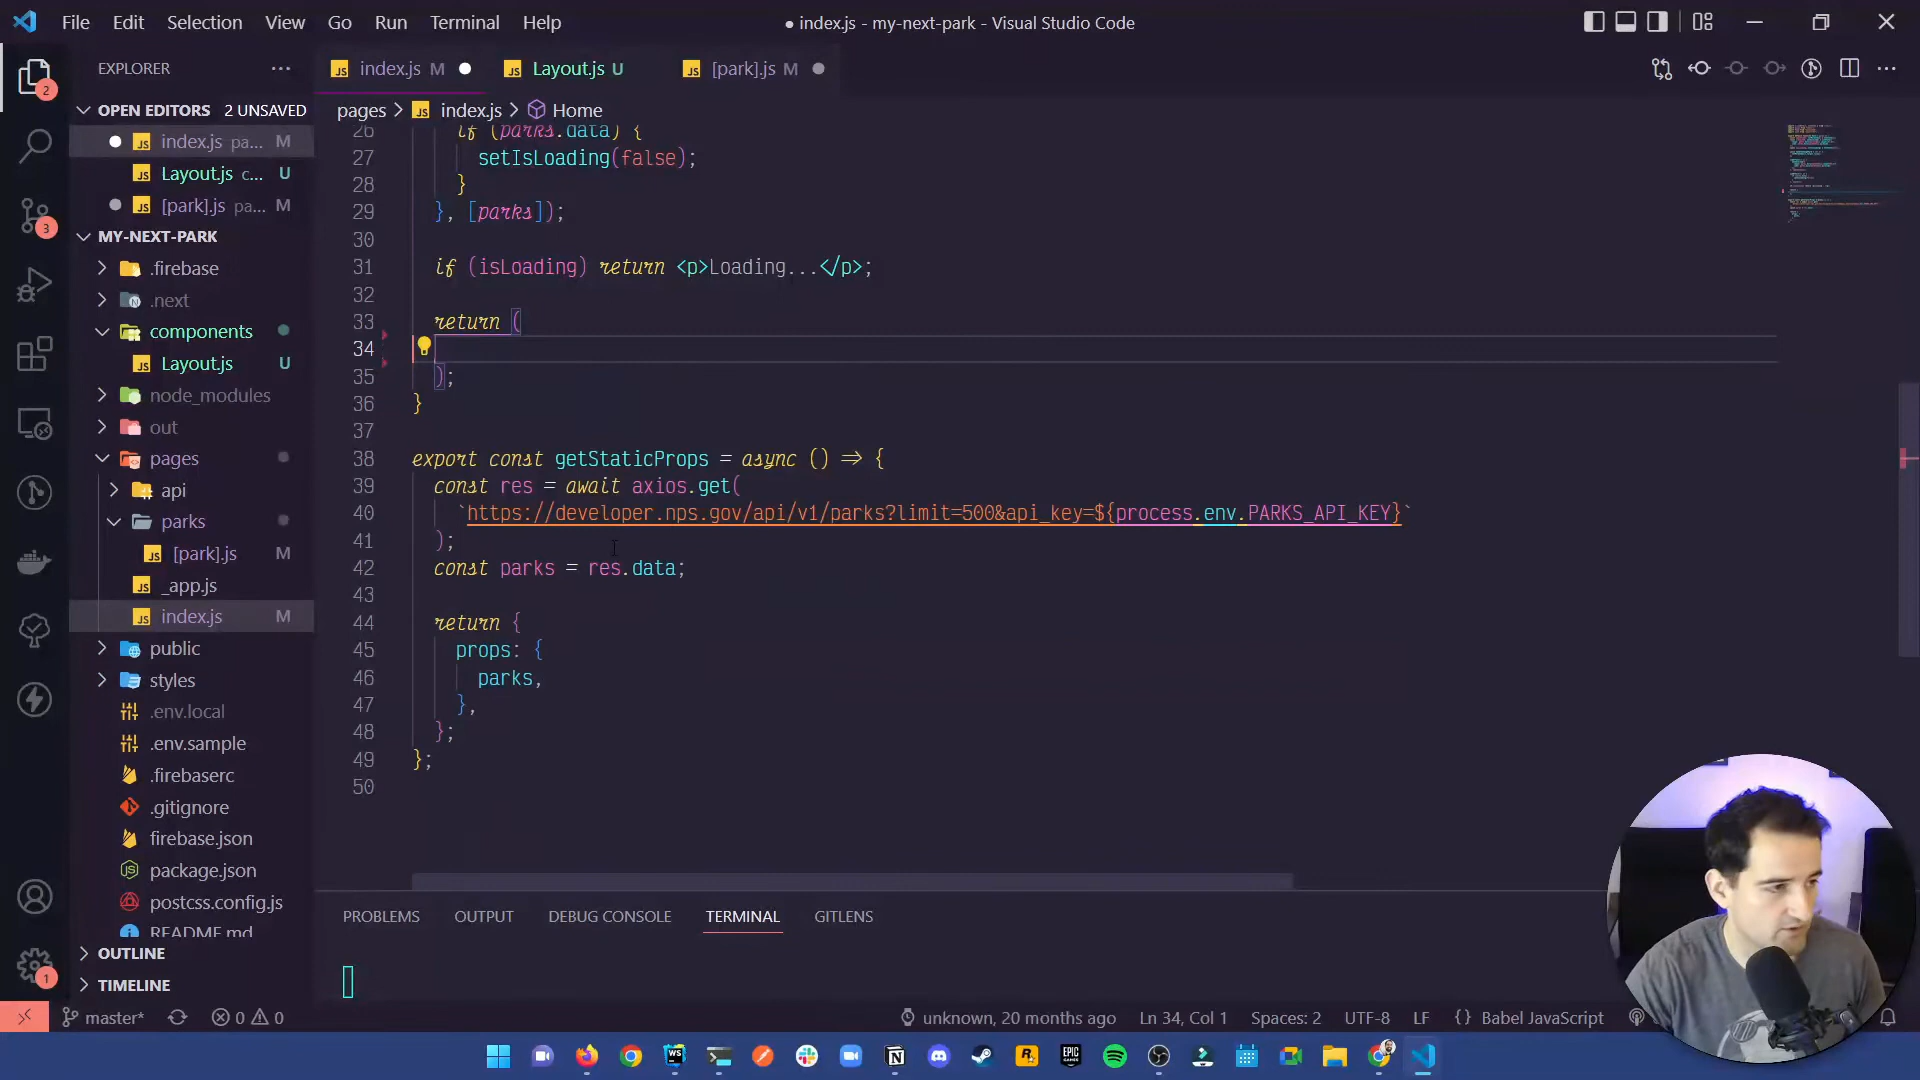 File Edit Selection View Go Run Terminal Help
● index.js - my-next-park - Visual Studio Code
EXPLORER
index.js M
Layout.js U
[park].js M
OPEN EDITORS 2 UNSAVED
pages > index.js > Home
index.js pa... M
Layout.js c... U
[park].js pa... M
MY-NEXT-PARK
.firebase
.next
components
Layout.js U
node_modules
out
pages
api
parks
[park].js M
_app.js
index.js M
public
styles
.env.local
.env.sample
.firebaserc
.gitignore
firebase.json
package.json
postcss.config.js
README.md
OUTLINE
TIMELINE
26 if (parks.data) {
27 setIsLoading(false);
28 }
29 }, [parks]);
30
31 if (isLoading) return <p>Loading...</p>;
32
33 return (
34
35 );
36 }
37
38 export const getStaticProps = async () => {
39 const res = await axios.get(
40 `https://developer.nps.gov/api/v1/parks?limit=500&api_key=${process.env.PARKS_API_KEY}`
41 );
42 const parks = res.data;
43
44 return {
45 props: {
46 parks,
47 },
48 };
49 };
50
PROBLEMS OUTPUT DEBUG CONSOLE TERMINAL GITLENS
master* 0 0
unknown, 20 months ago Ln 34, Col 1 Spaces: 2 UTF-8 LF {} Babel JavaScript